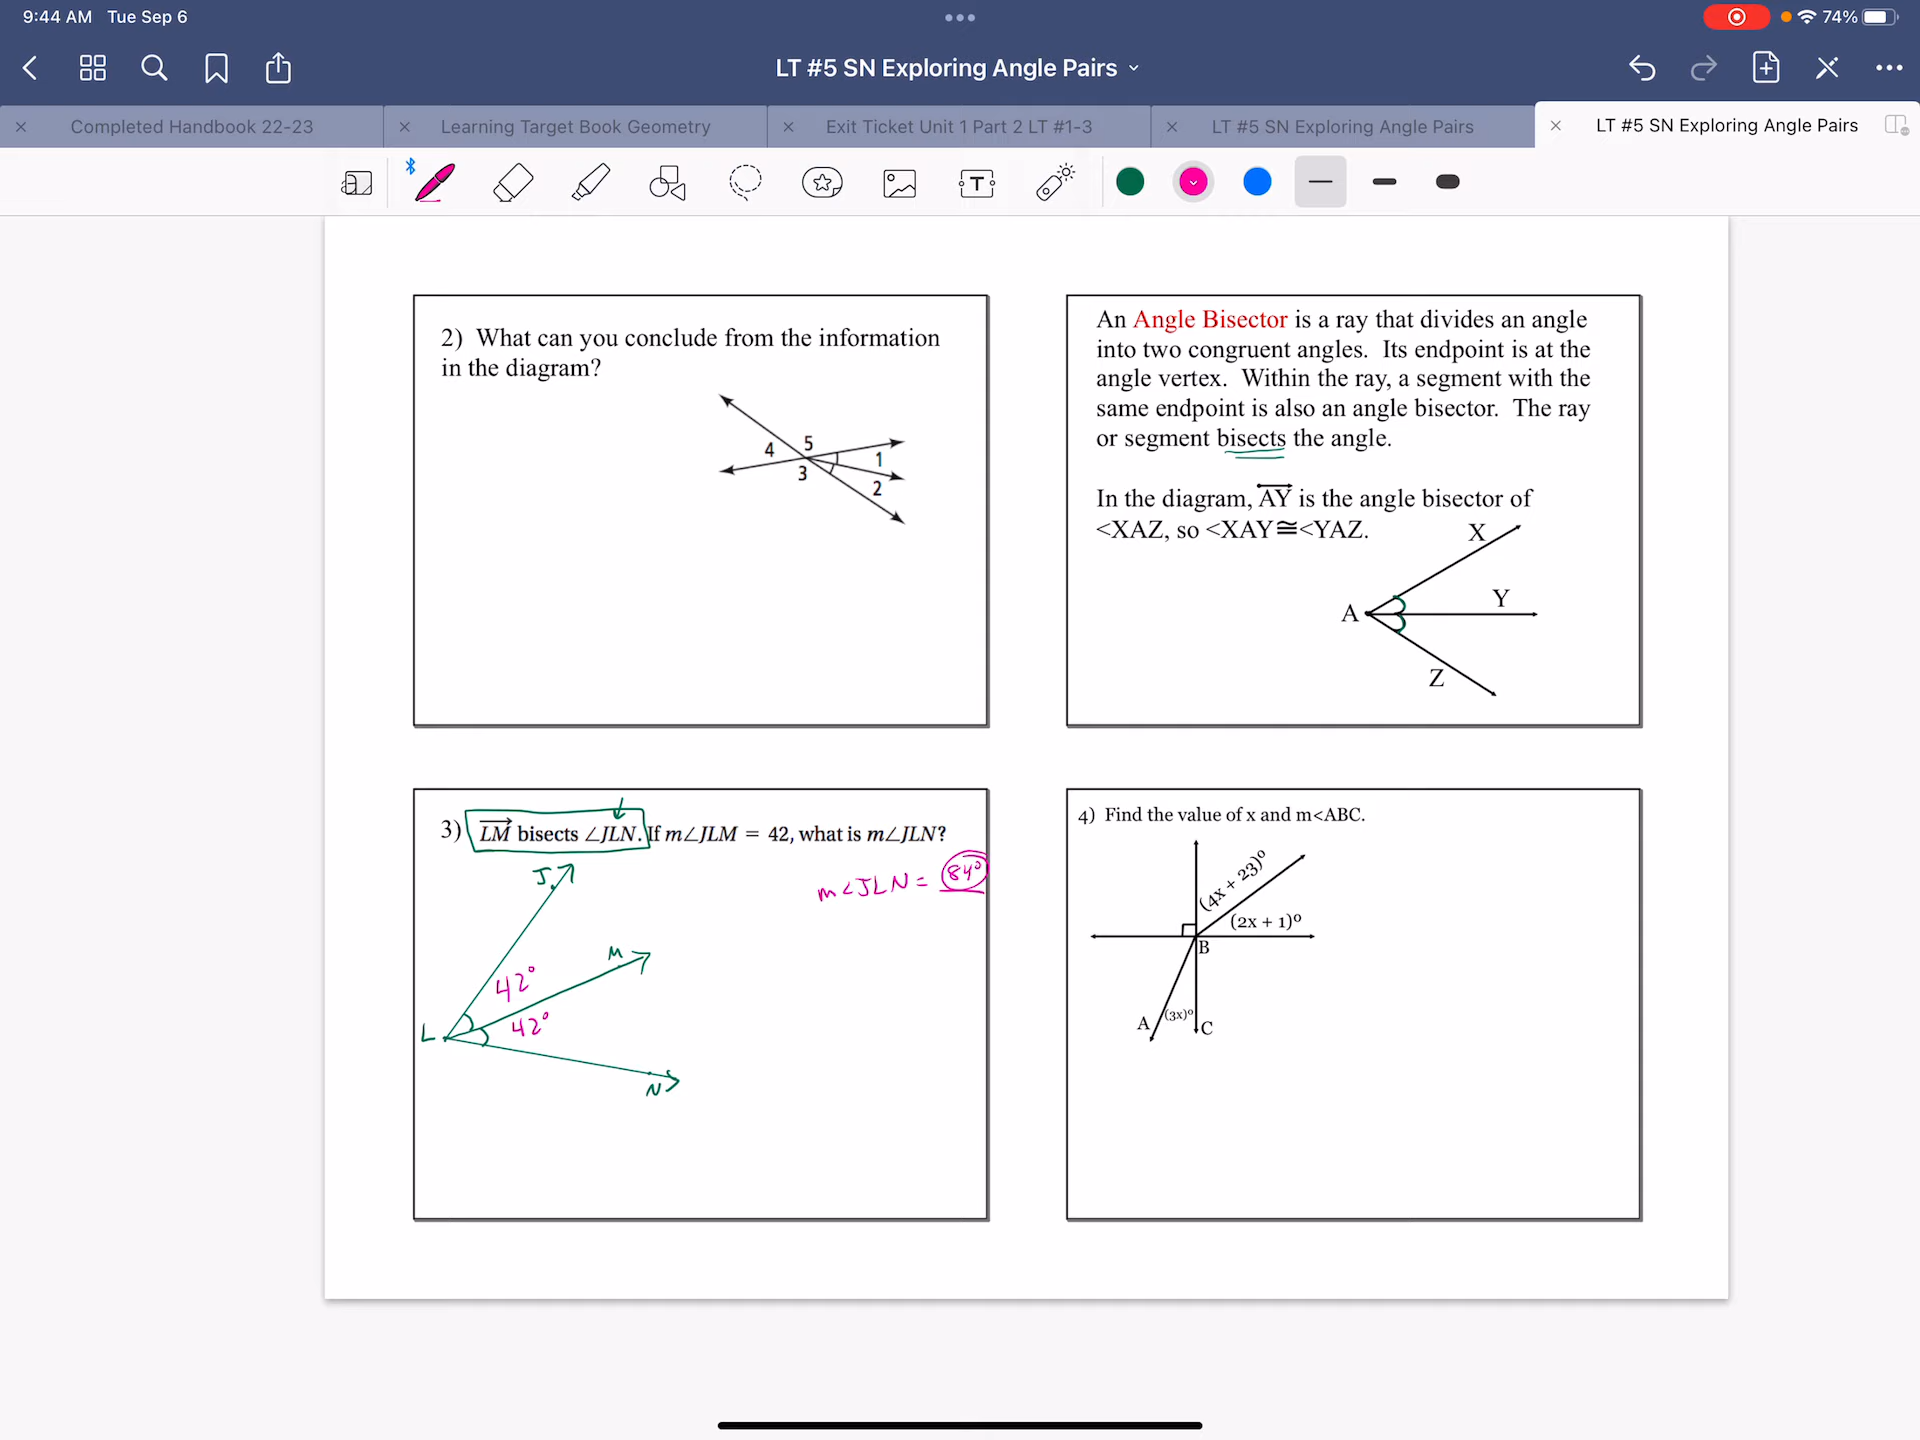 9:44 AM Tue Sep 6
74%
LT #5 SN Exploring Angle Pairs
Completed Handbook 22-23
Learning Target Book Geometry
Exit Ticket Unit 1 Part 2 LT #1-3
LT #5 SN Exploring Angle Pairs
LT #5 SN Exploring Angle Pairs
T
2) What can you conclude from the information
in the diagram?
4 5 1
3 2
An Angle Bisector is a ray that divides an angle
into two congruent angles. Its endpoint is at the
angle vertex. Within the ray, a segment with the
same endpoint is also an angle bisector. The ray
or segment bisects the angle.
In the diagram, AY is the angle bisector of
<XAZ, so <XAY≅<YAZ.
X
Y
A
Z
3) LM bisects ∠JLN. If m∠JLM = 42, what is m∠JLN?
m∠JLN = 84°
J
M
42°
42°
L
N
4) Find the value of x and m<ABC.
(4x + 23)º
(2x + 1)º
B
(3x)º
A
C